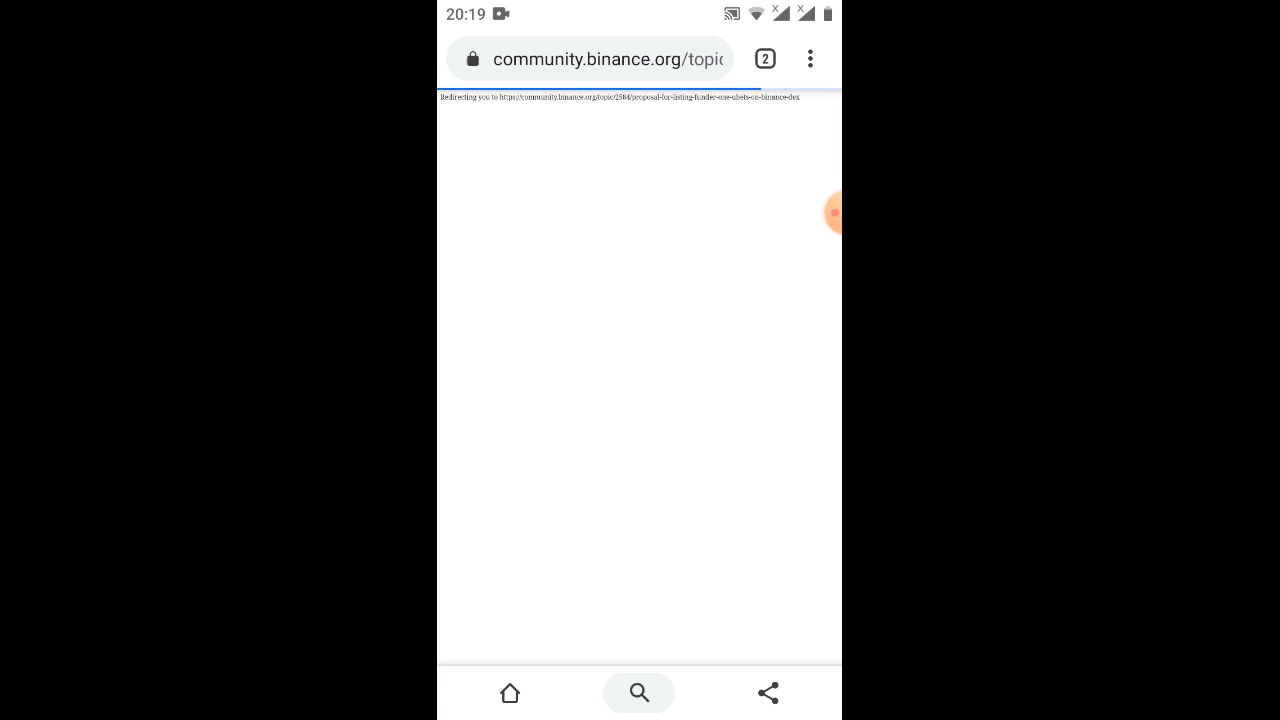 20:19
community.binance.org/topic
2
Redirecting you to https://community.binance.org/topic/2584/proposal-for-listing-funder-one-ubets-on-binance-dex